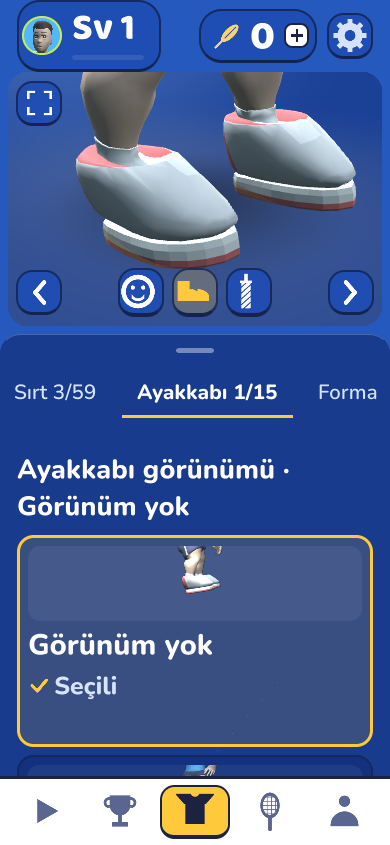 Sv 1
0
Sırt 3/59
Ayakkabı 1/15
Forma
Ayakkabı görünümü ·
Görünüm yok
Görünüm yok
Seçili